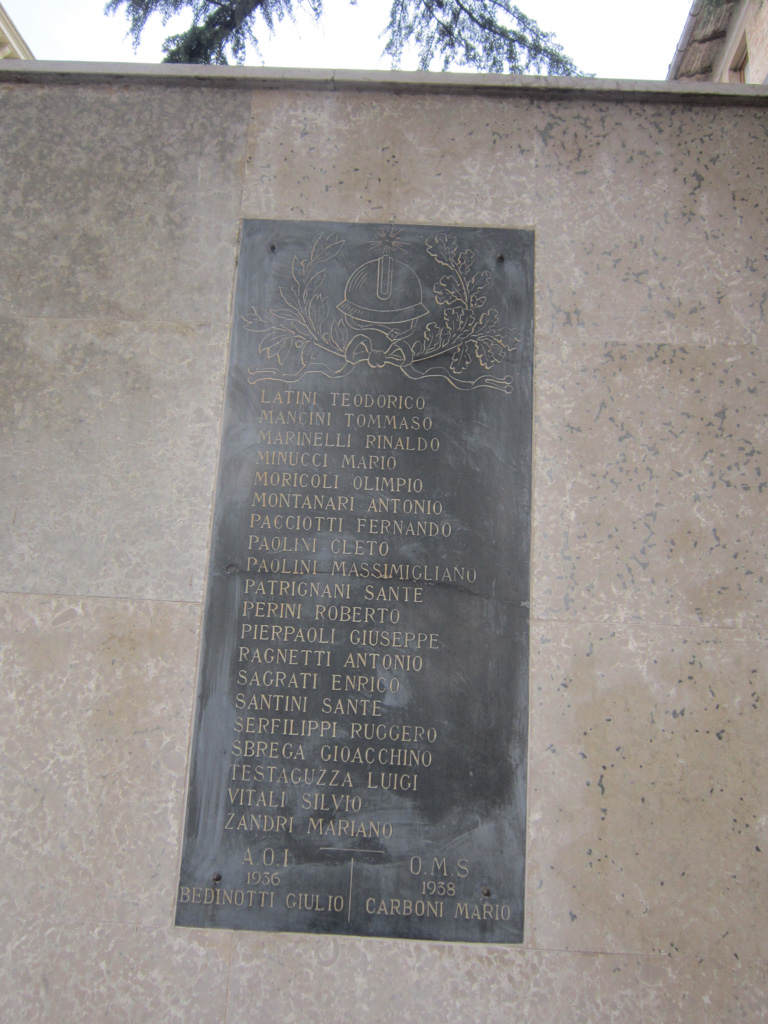 LATINI TEODORICO
MANCINI TOMMASO
MARINELLI RINALDO
MINUCCI MARIO
MORICOLI OLIMPIO
MONTANARI ANTONIO
PACCIOTTI FERNANDO
PAOLINI CLETO
PAOLINI MASSIMIGLIANO
PATRIGNANI SANTE
PERINI ROBERTO
PIERPAOLI GIUSEPPE
RAGNETTI ANTONIO
SAGRATI ENRICO
SANTINI SANTE
SERFILIPPI RUGGERO
SBREGA GIOACCHINO
TESTAGUZZA LUIGI
VITALI SILVIO
ZANDRI MARIANO
A.O.I
1936
BEDINOTTI GIULIO
O.M.S
1938
CARBONI MARIO